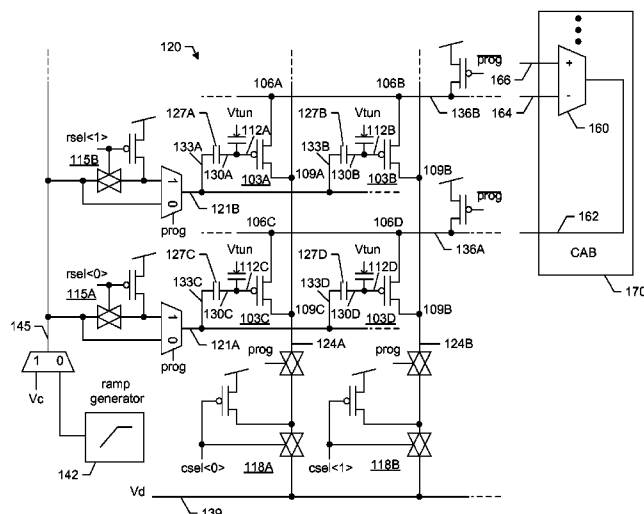 120
prog
166
164
160
136B
106A
106B
127A
Vtun
112A
127B
Vtun
112B
133A
130A
103A
109A
133B
130B
103B
109B
rsel<1>
115B
1
0
prog
121B
prog
162
CAB
170
136A
106C
106D
127C
Vtun
112C
127D
Vtun
112D
133C
130C
103C
109C
133D
130D
103D
109B
rsel<0>
115A
1
0
prog
121A
145
1 0
Vc
ramp
generator
142
prog
124A
prog
124B
csel<0>
118A
csel<1>
118B
Vd
139
+
-